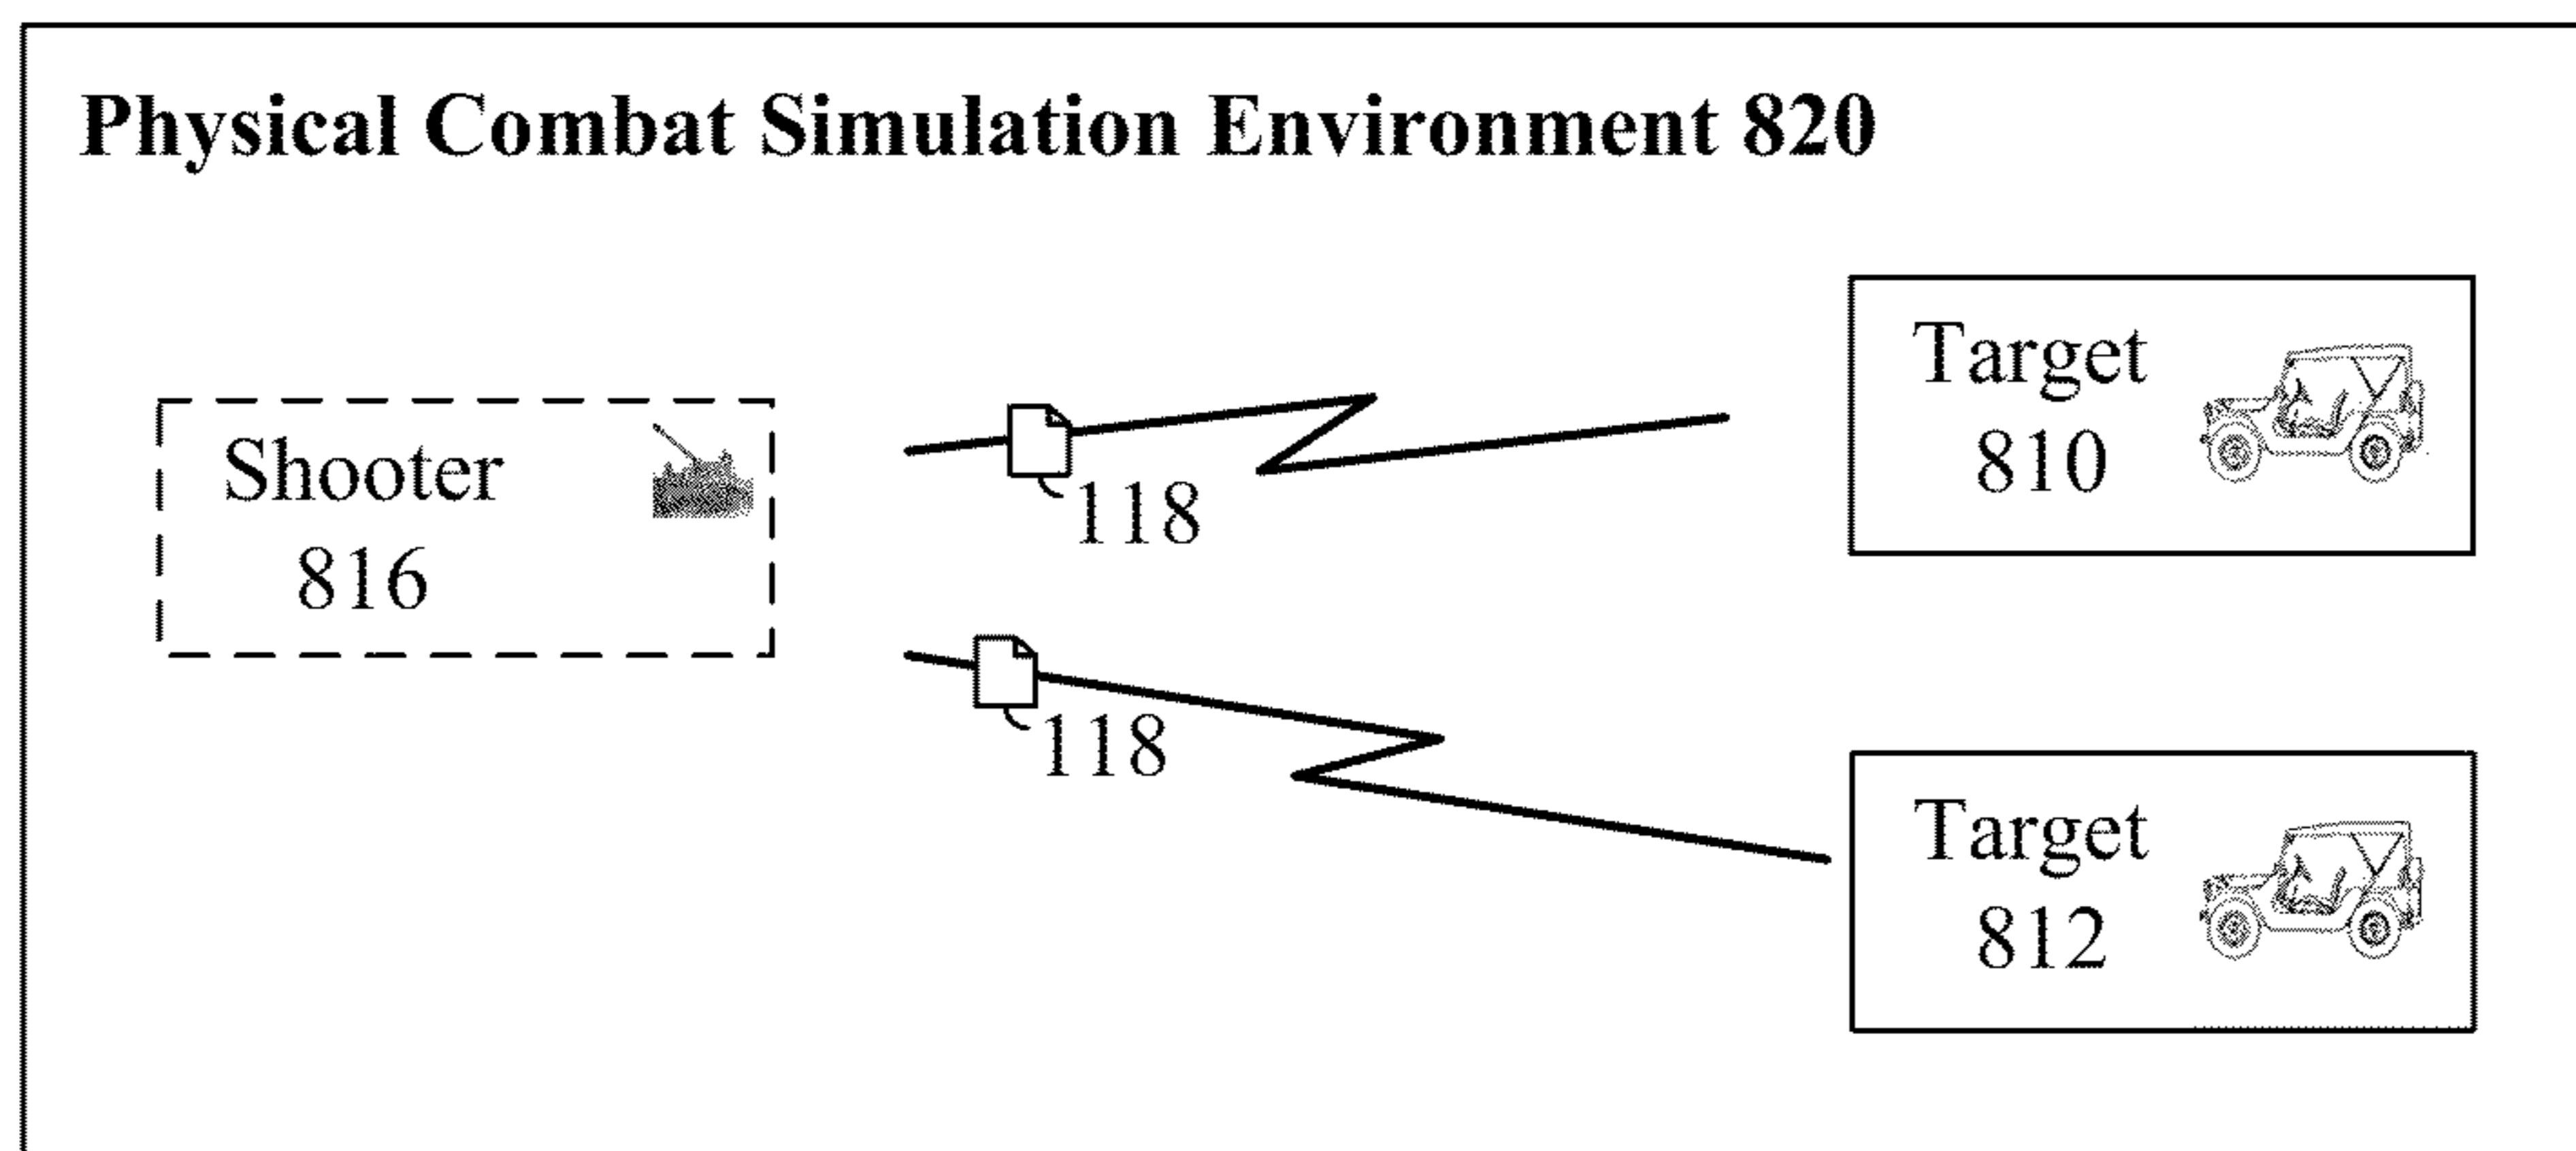 Physical Combat Simulation Environment 820
Shooter
816
118
118
Target
810
Target
812